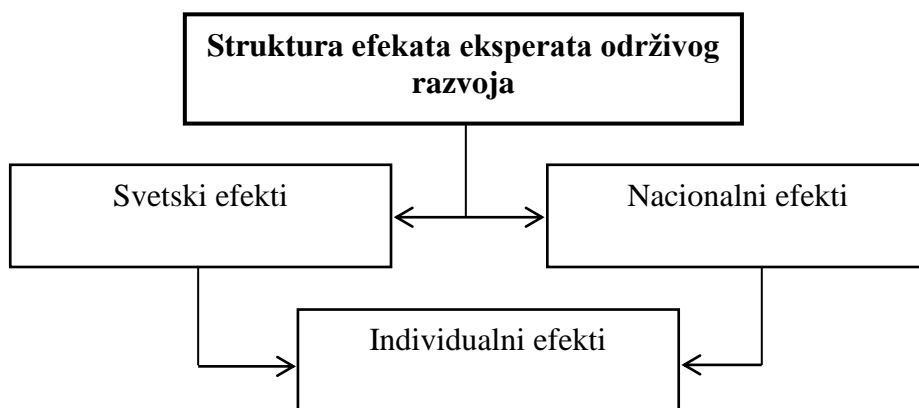 Struktura efekata eksperata održivog
razvoja
Svetski efekti
Nacionalni efekti
Individualni efekti